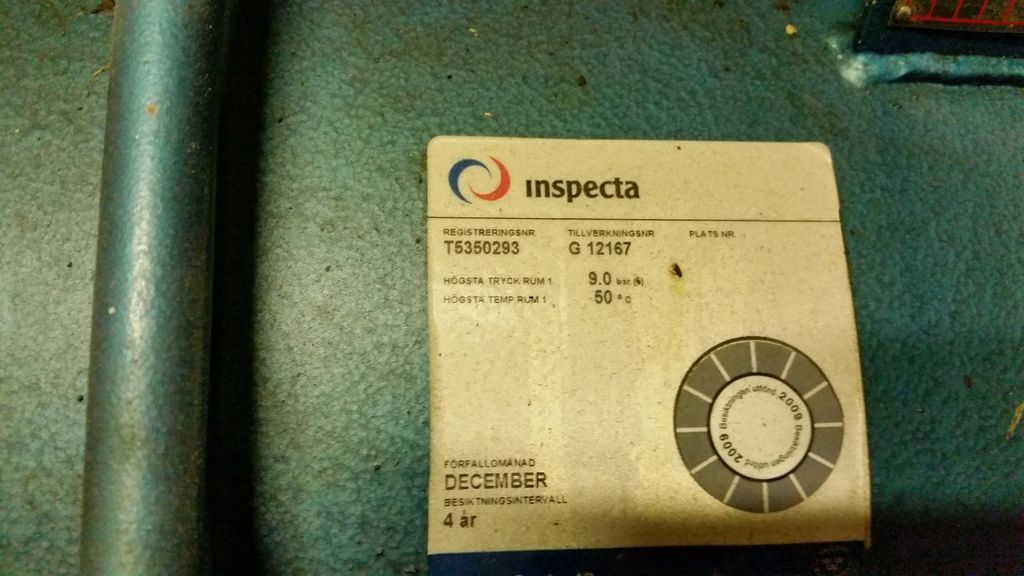 inspecta
REGISTRERINGSNR TILLVERKNINGSNR PLATS NR.
T5350293 G 12167
HÖGSTA TRYCK RUM 1 9.0 bar (ö)
HÖGSTA TEMP RUM 1 50 ° C
Besiktningen utförd 2009 Besiktningen utförd 2009
FÖRFALLOMÅNAD
DECEMBER
BESIKTNINGSINTERVALL
4 år